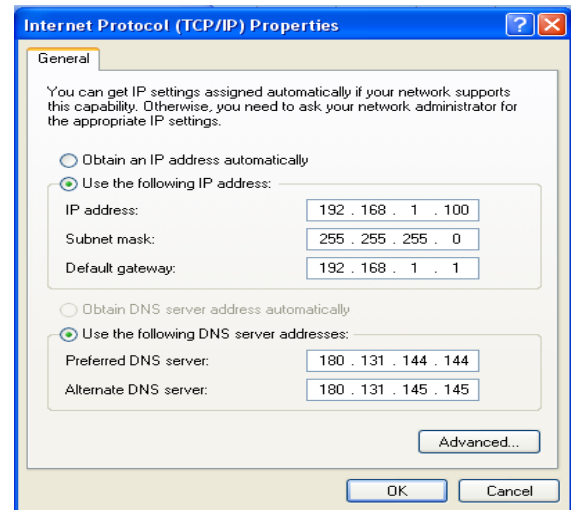 Internet Protocol (TCP/IP) Properties
General
You can get IP settings assigned automatically if your network supports
this capability. Otherwise, you need to ask your network administrator for
the appropriate IP settings.
Obtain an IP address automatically
Use the following IP address:
IP address: 192 . 168 . 1 . 100
Subnet mask: 255 . 255 . 255 . 0
Default gateway: 192 . 168 . 1 . 1
Obtain DNS server address automatically
Use the following DNS server addresses:
Preferred DNS server: 180 . 131 . 144 . 144
Alternate DNS server: 180 . 131 . 145 . 145
Advanced...
OK Cancel